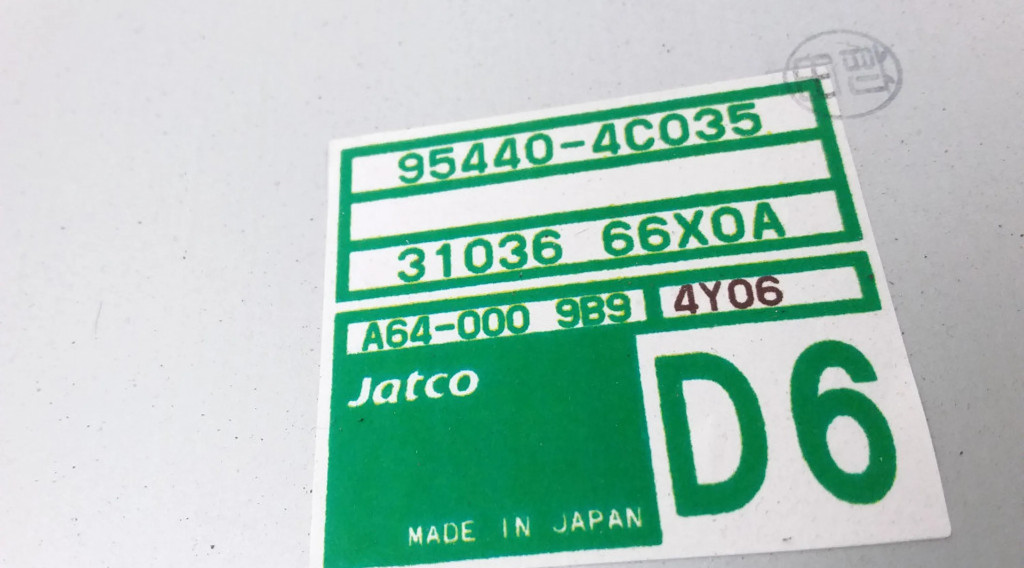 95440-4C035
31036 66X0A
A64-000 9B9 4Y06
Jatco
D6
MADE IN JAPAN